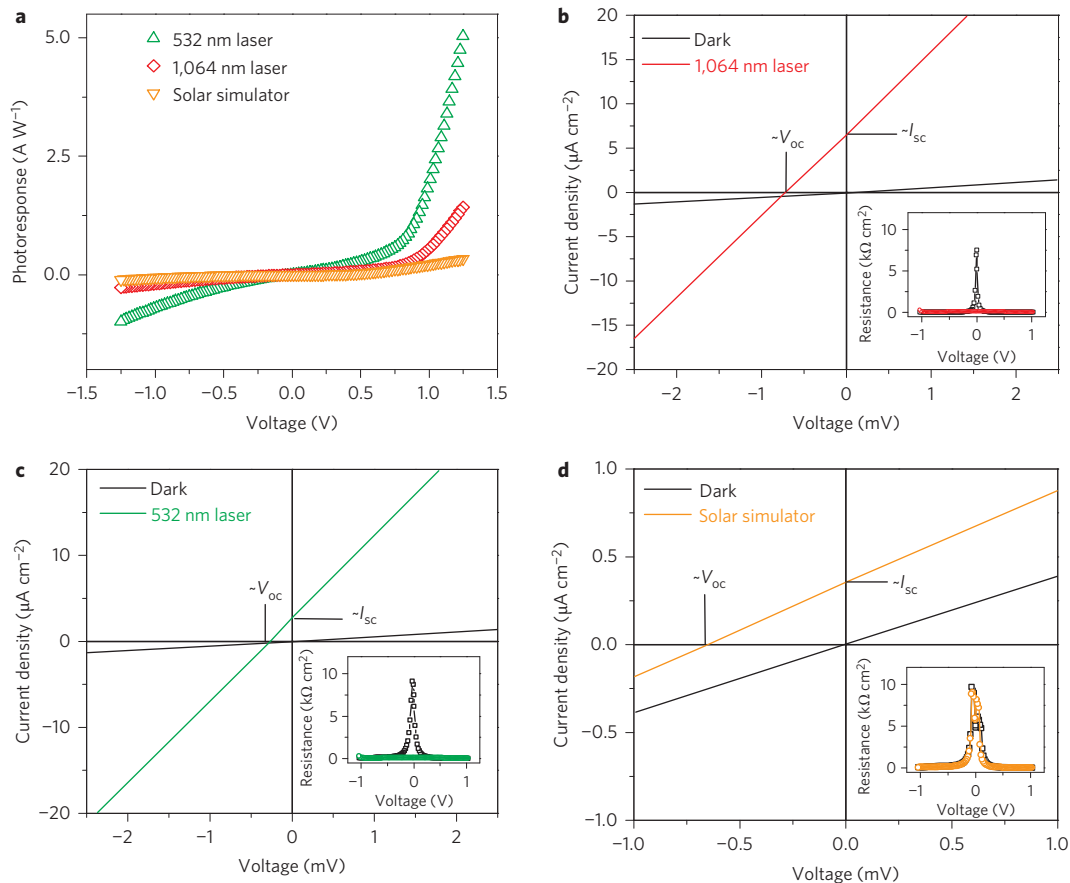 a
5.0
2.5
0.0
Photoresponse (A W−1)
532 nm laser
1,064 nm laser
Solar simulator
−1.5 −1.0 −0.5 0.0 0.5 1.0 1.5
Voltage (V)
b
20
15
10
5
0
−5
−10
−15
−20
Current density (μA cm−2)
Dark
1,064 nm laser
~Voc
~Isc
10
5
0
Resistance (kΩ cm2)
−1 0 1
Voltage (V)
−2 −1 0 1 2
Voltage (mV)
c
20
10
0
−10
−20
Current density (μA cm−2)
Dark
532 nm laser
~Voc
~Isc
10
5
0
Resistance (kΩ cm2)
−1 0 1
Voltage (V)
−2 −1 0 1 2
Voltage (mV)
d
1.0
0.5
0.0
−0.5
−1.0
Current density (μA cm−2)
Dark
Solar simulator
~Voc
~Isc
10
5
0
Resistance (kΩ cm2)
−1 0 1
Voltage (V)
−1.0 −0.5 0.0 0.5 1.0
Voltage (mV)